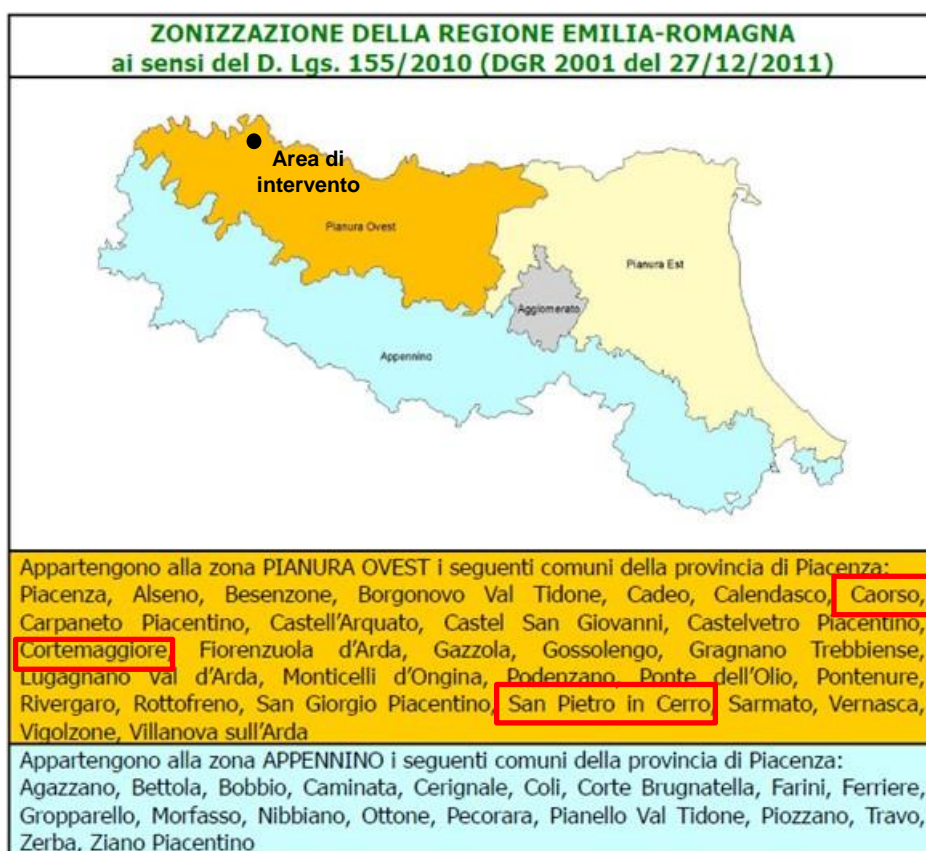 ZONIZZAZIONE DELLA REGIONE EMILIA-ROMAGNA
ai sensi del D. Lgs. 155/2010 (DGR 2001 del 27/12/2011)
Area di
intervento
Pianura Ovest
Pianura Est
Agglomerato
Appennino
Appartengono alla zona PIANURA OVEST i seguenti comuni della provincia di Piacenza:
Piacenza, Alseno, Besenzone, Borgonovo Val Tidone, Cadeo, Calendasco, Caorso,
Carpaneto Piacentino, Castell'Arquato, Castel San Giovanni, Castelvetro Piacentino,
Cortemaggiore, Fiorenzuola d'Arda, Gazzola, Gossolengo, Gragnano Trebbiense,
Lugagnano Val d'Arda, Monticelli d'Ongina, Podenzano, Ponte dell'Olio, Pontenure,
Rivergaro, Rottofreno, San Giorgio Piacentino, San Pietro in Cerro, Sarmato, Vernasca,
Vigolzone, Villanova sull'Arda
Appartengono alla zona APPENNINO i seguenti comuni della provincia di Piacenza:
Agazzano, Bettola, Bobbio, Caminata, Cerignale, Coli, Corte Brugnatella, Farini, Ferriere,
Gropparello, Morfasso, Nibbiano, Ottone, Pecorara, Pianello Val Tidone, Piozzano, Travo,
Zerba, Ziano Piacentino